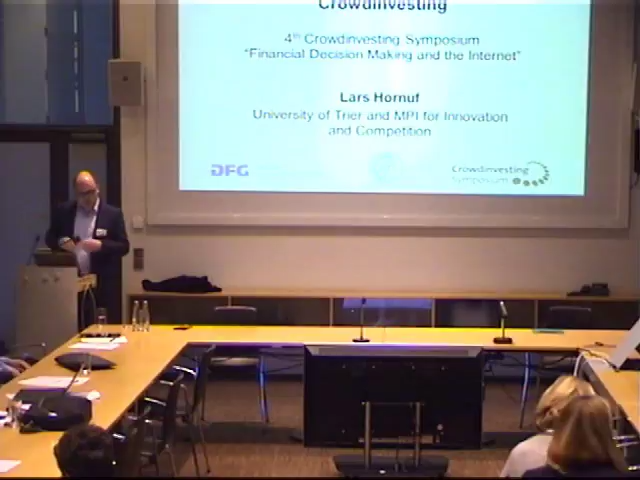 Crowdinvesting
4th Crowdinvesting Symposium
"Financial Decision Making and the Internet"
Lars Hornuf
University of Trier and MPI for Innovation
and Competition
DFG
Crowdinvesting
Symposium